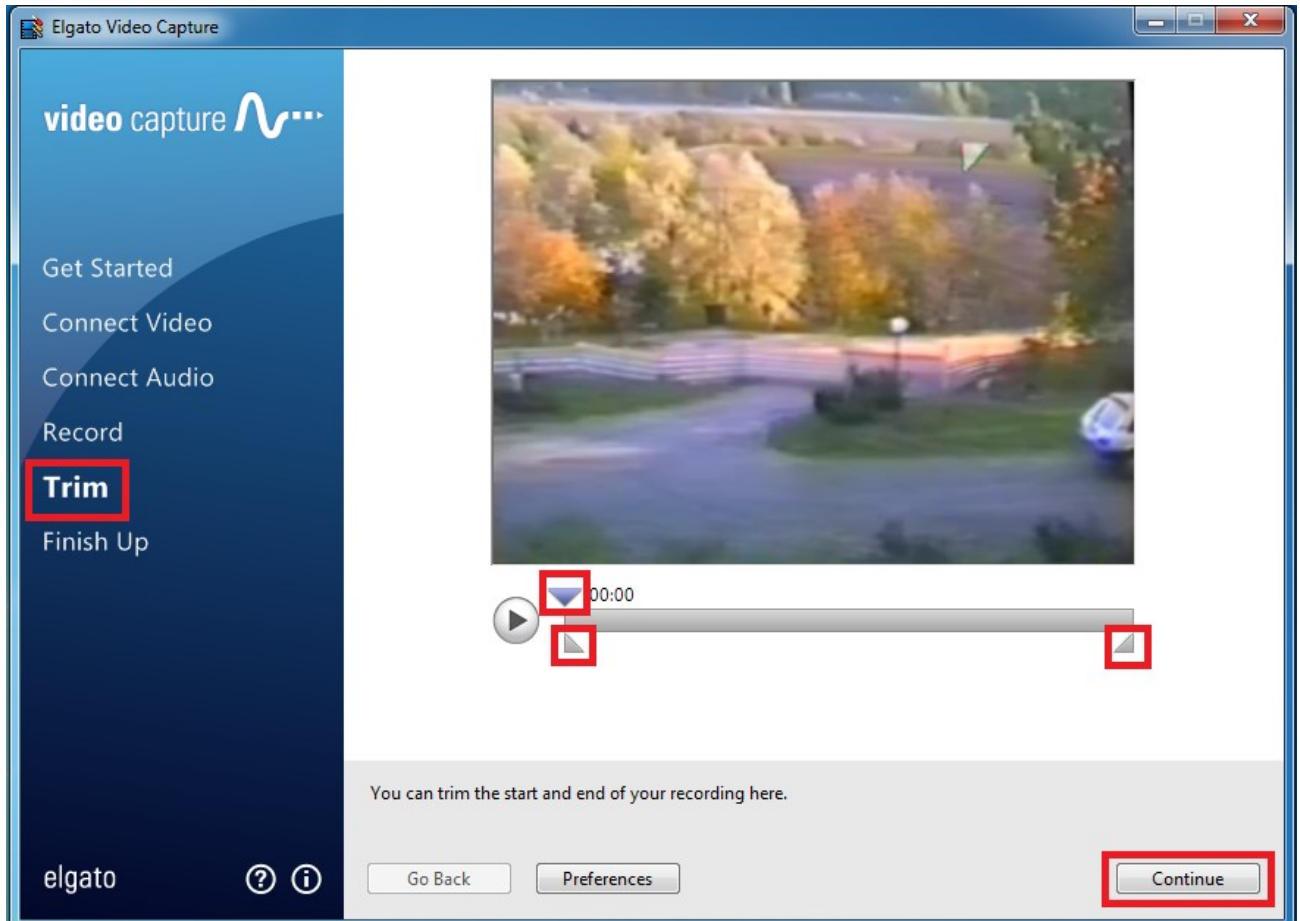 Elgato Video Capture
video capture
Get Started
Connect Video
Connect Audio
Record
Trim
Finish Up
00:00
You can trim the start and end of your recording here.
elgato
Go Back
Preferences
Continue